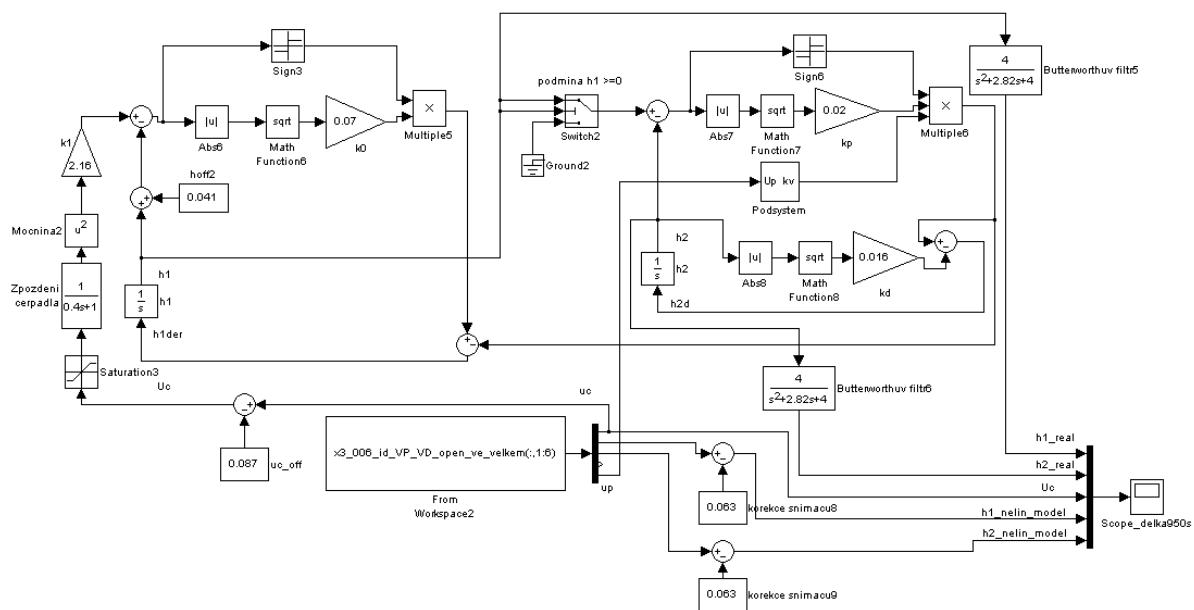 Sign3
k1
2.16
|u|
Abs6
sqrt
Math
Function6
0.07
k0
×
Multiple5
hoff2
0.041
Mocnina2
u²
Zpozdeni
cerpadla
1
0.4s+1
h1
1
s
h1
h1der
Saturation3
Uc
0.087
uc_off
podmina h1 >=0
Switch2
Ground2
Sign6
|u|
Abs7
sqrt
Math
Function7
0.02
kp
×
Multiple6
4
s²+2.82s+4
Butterworthuv filtr5
Up kv
Podsystem
h2
1
s
h2
h2d
|u|
Abs8
sqrt
Math
Function8
0.016
kd
4
s²+2.82s+4
Butterworthuv filtr6
uc
x3_006_id_VP_VD_open_ve_velkem(:,1:6)
From
Workspace2
up
0.063
korekce snimacu8
0.063
korekce snimacu9
h1_real
h2_real
Uc
h1_nelin_model
h2_nelin_model
Scope_delka950s